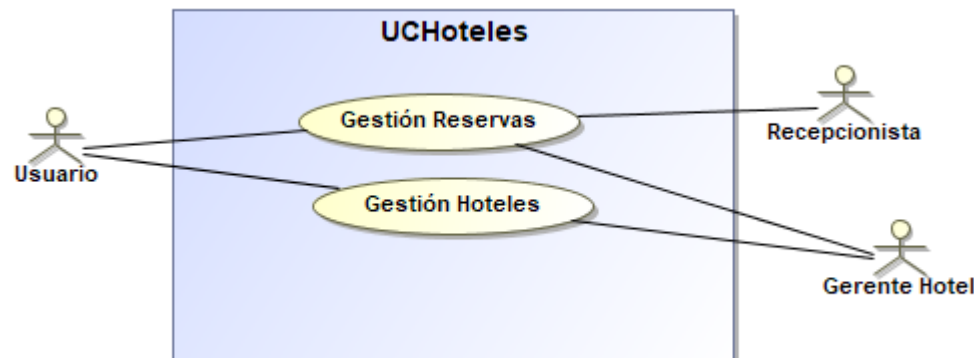 UCHoteles
Gestión Reservas
Recepcionista
Usuario
Gestión Hoteles
Gerente Hotel